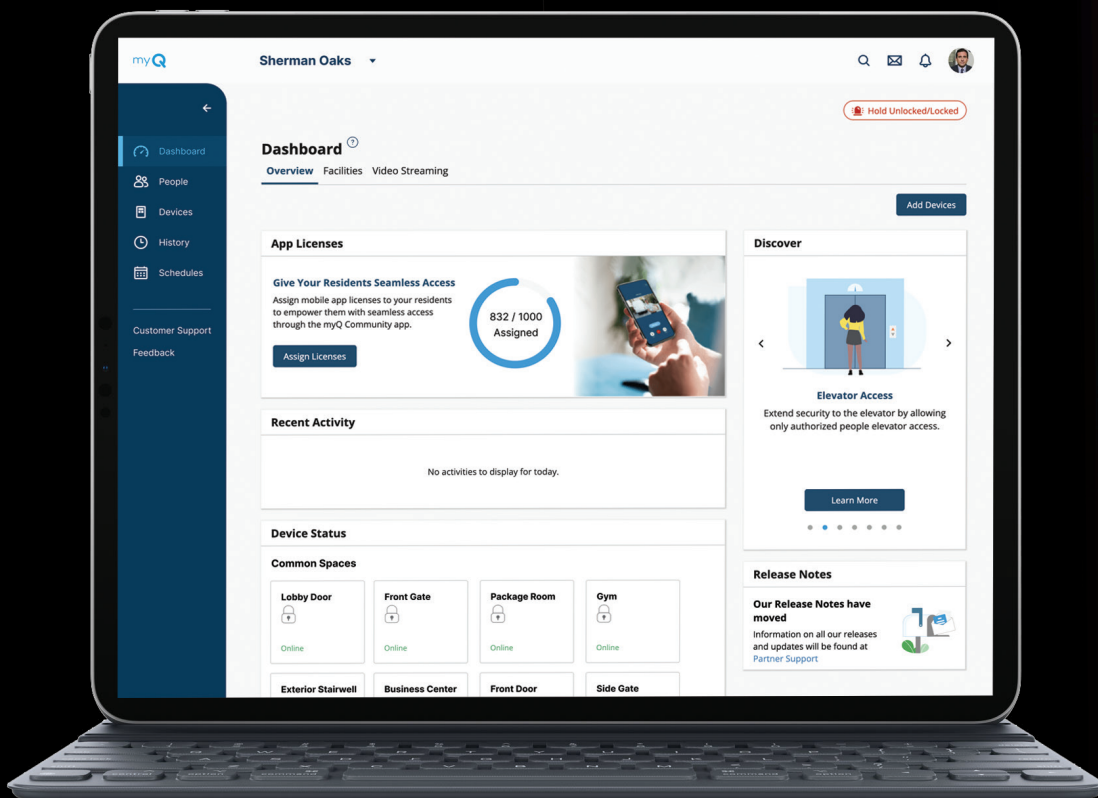 myQ
Sherman Oaks
Hold Unlocked/Locked
Dashboard
Dashboard ?
People
Overview Facilities Video Streaming
Devices
Add Devices
History
Schedules
Customer Support
Feedback
App Licenses
Give Your Residents Seamless Access
Assign mobile app licenses to your residents
to empower them with seamless access
through the myQ Community app.
Assign Licenses
832 / 1000
Assigned
Discover
Elevator Access
Extend security to the elevator by allowing
only authorized people elevator access.
Learn More
Recent Activity
No activities to display for today.
Device Status
Common Spaces
Lobby Door
Online
Front Gate
Online
Package Room
Online
Gym
Online
Exterior Stairwell
Business Center
Front Door
Side Gate
Release Notes
Our Release Notes have
moved
Information on all our releases
and updates will be found at
Partner Support